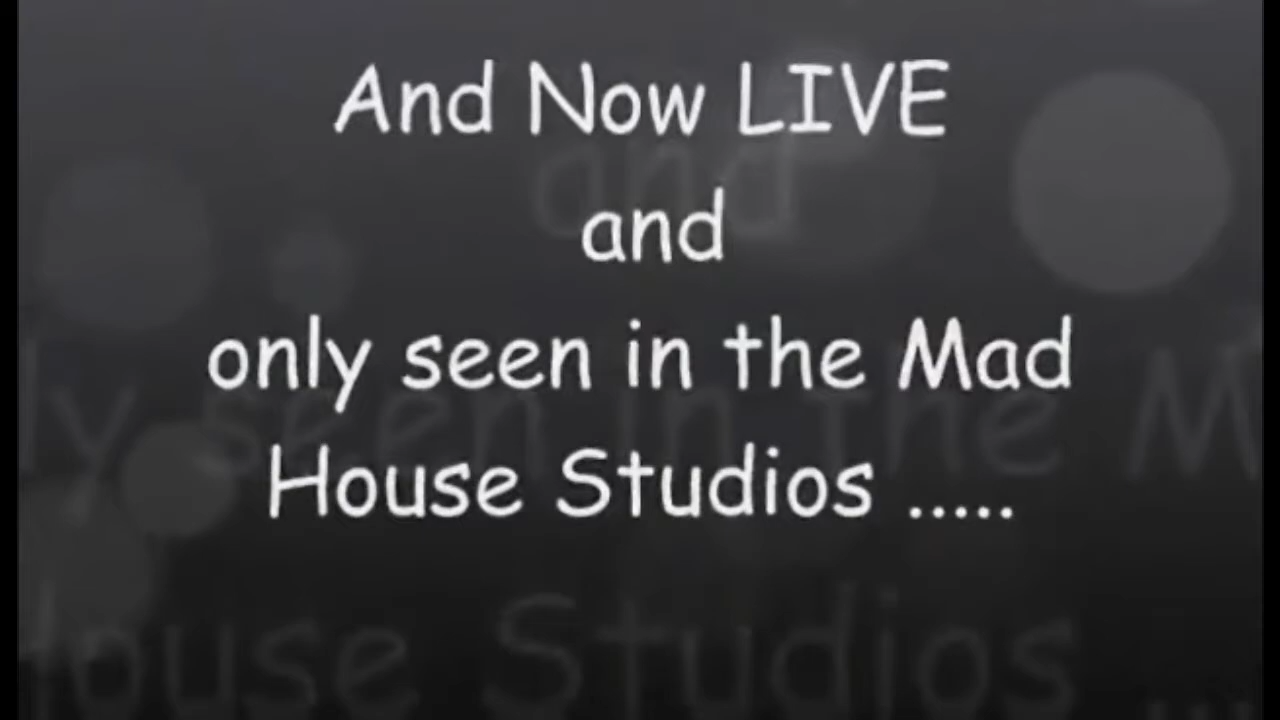 And Now LIVE
and
only seen in the Mad
House Studios .....